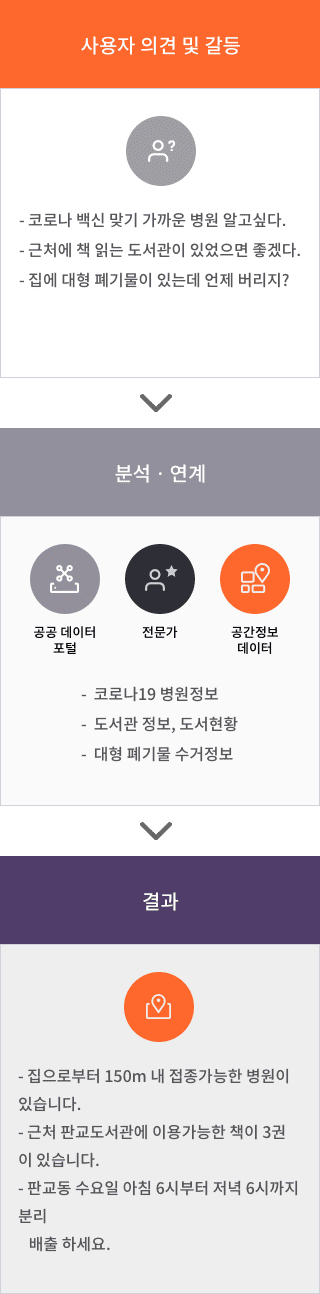 사용자 의견 및 갈등
- 코로나 백신 맞기 가까운 병원 알고싶다.
- 근처에 책 읽는 도서관이 있었으면 좋겠다.
- 집에 대형 폐기물이 있는데 언제 버리지?
분석 · 연계
공공 데이터
포털
전문가
공간정보
데이터
- 코로나19 병원정보
- 도서관 정보, 도서현황
- 대형 폐기물 수거정보
결과
- 집으로부터 150m 내 접종가능한 병원이
있습니다.
- 근처 판교도서관에 이용가능한 책이 3권
이 있습니다.
- 판교동 수요일 아침 6시부터 저녁 6시까지
분리
배출 하세요.